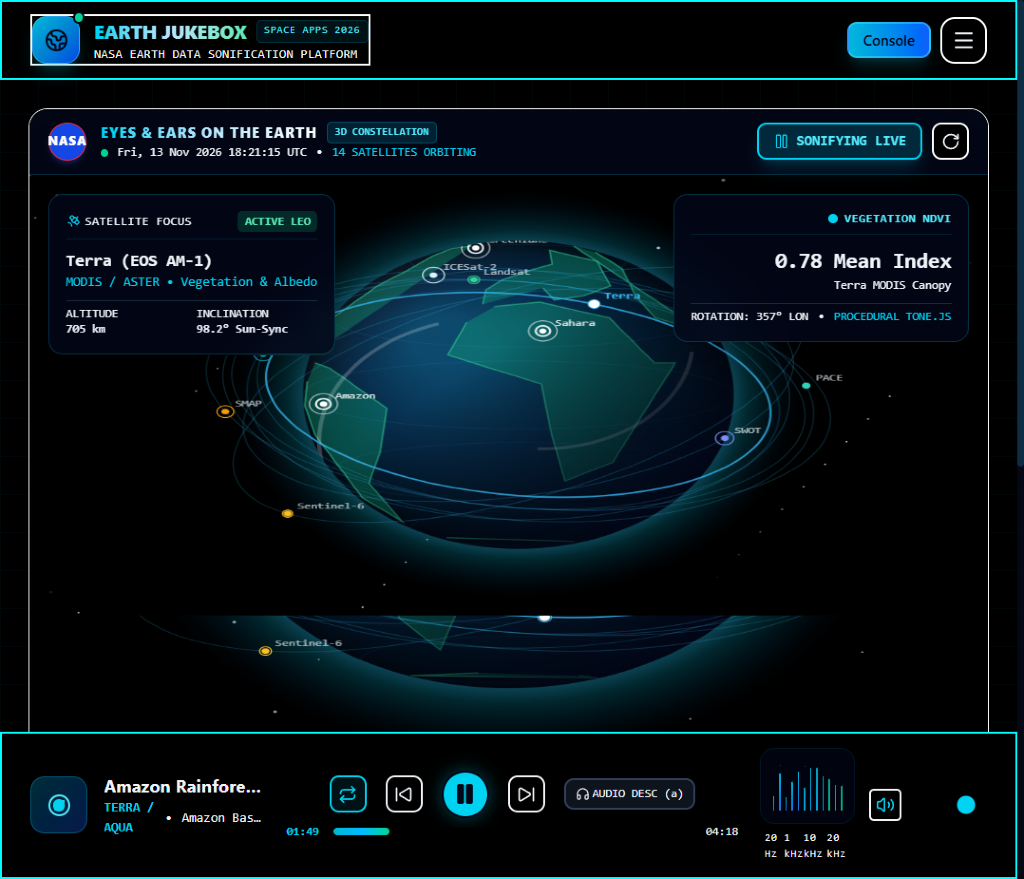 EARTH JUKEBOX
SPACE APPS 2026
NASA EARTH DATA SONIFICATION PLATFORM
Console
NASA
EYES & EARS ON THE EARTH
3D CONSTELLATION
Fri, 13 Nov 2026 18:21:15 UTC • 14 SATELLITES ORBITING
SONIFYING LIVE
SATELLITE FOCUS
ACTIVE LEO
Terra (EOS AM-1)
MODIS / ASTER • Vegetation & Albedo
ALTITUDE
705 km
INCLINATION
98.2° Sun-Sync
VEGETATION NDVI
0.78 Mean Index
Terra MODIS Canopy
ROTATION: 357° LON • PROCEDURAL TONE.JS
ICESat-2
Landsat
Terra
Sahara
PACE
Amazon
SMAP
SWOT
Sentinel-6
Sentinel-6
Amazon Rainfore…
TERRA / AQUA
• Amazon Bas…
01:49
AUDIO DESC (a)
04:18
20 Hz
1 kHz
10 kHz
20 kHz